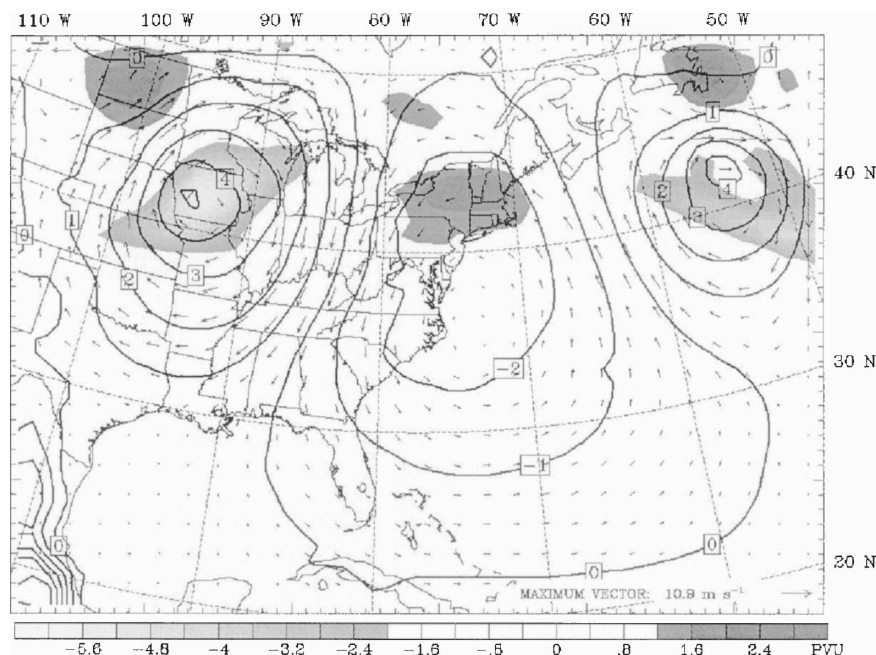 110 W 100 W 90 W 80 W 70 W 60 W 50 W
0 0
1
4 40 N
4
2
1 3
0
2 3
30 N
-2
-1
0 0
0 20 N
MAXIMUM VECTOR: 10.9 m s⁻¹
-5.6 -4.8 -4 -3.2 -2.4 -1.6 -.8 0 .8 1.6 2.4 PVU